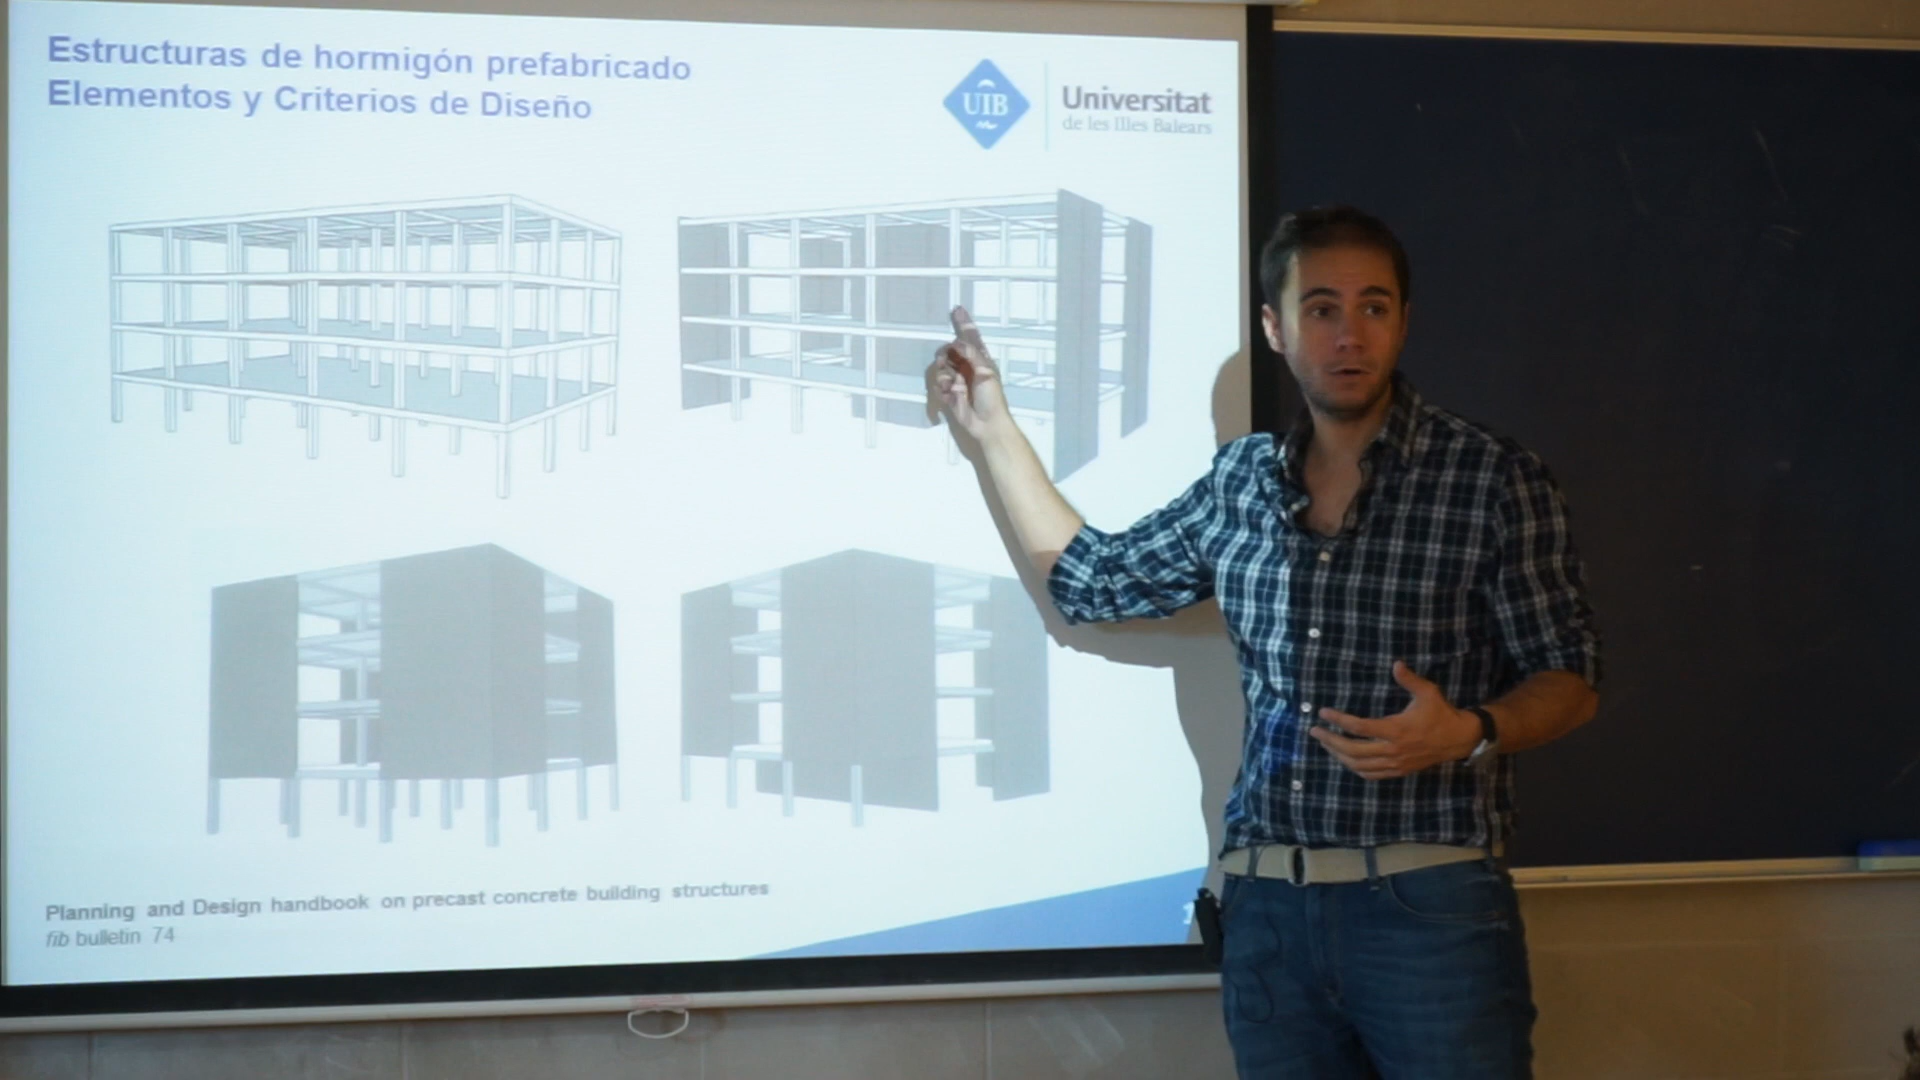 Estructuras de hormigón prefabricado
Elementos y Criterios de Diseño
UIB
Universitat
de les Illes Balears
Planning and Design handbook on precast concrete building structures
fib bulletin 74